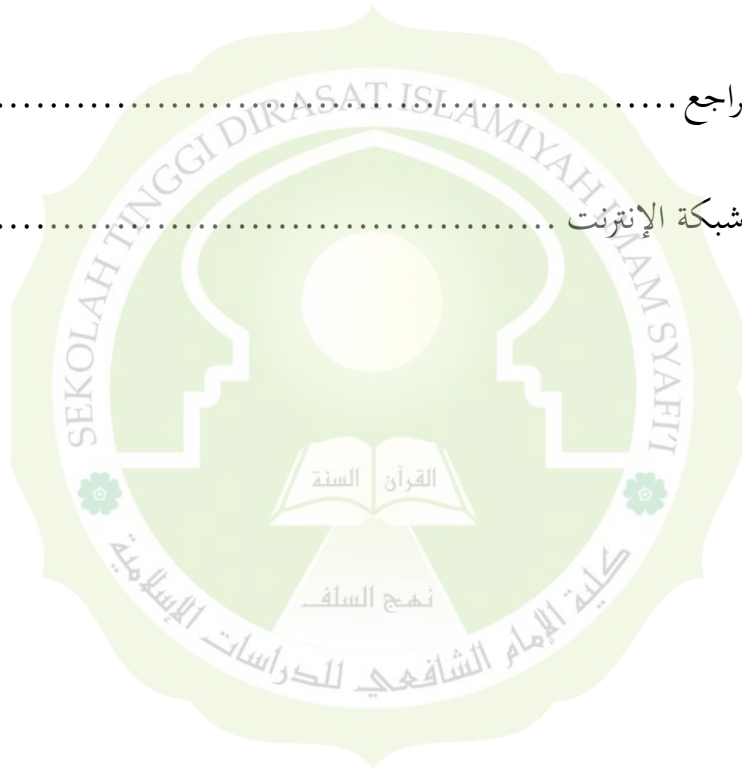 راجع ........................................
شبكة الإنترنت ........................................
SEKOLAH TINGGI DIRASAT ISLAMIYAH IMAM SYAFI'I
القرآن السنة
نهج السلف
كلية الإمام الشافعي للدراسات الإسلامية